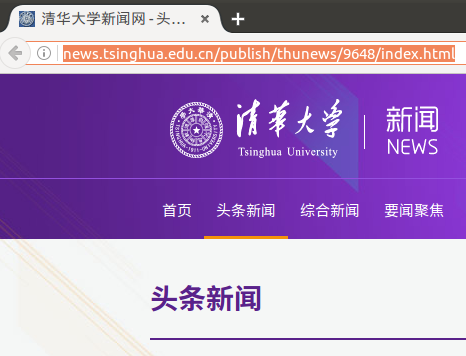 清华大学新闻网 - 头...
news.tsinghua.edu.cn/publish/thunews/9648/index.html
清華大学
Tsinghua University
新闻
NEWS
首页 头条新闻 综合新闻 要闻聚焦
头条新闻